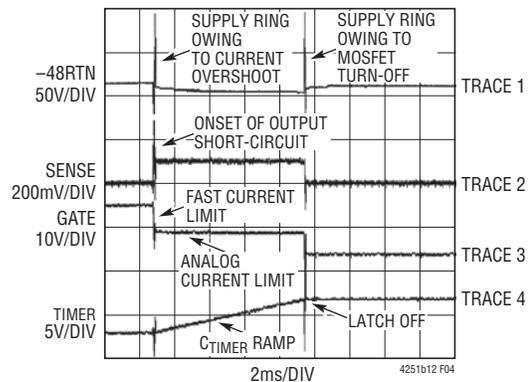 SUPPLY RING
OWING
TO CURRENT
OVERSHOOT
SUPPLY RING
OWING TO
MOSFET
TURN-OFF
–48RTN
50V/DIV
TRACE 1
ONSET OF OUTPUT
SHORT-CIRCUIT
SENSE
200mV/DIV
TRACE 2
GATE
10V/DIV
FAST CURRENT
LIMIT
TRACE 3
ANALOG
CURRENT LIMIT
TRACE 4
TIMER
5V/DIV
LATCH OFF
CTIMER RAMP
2ms/DIV
4251b12 F04